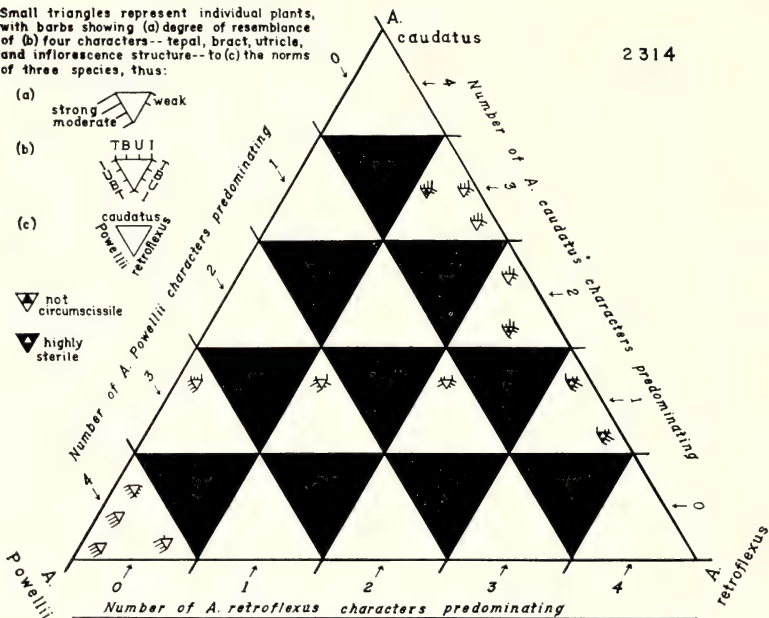 Small triangles represent individual plants,
with barbs showing (a) degree of resemblance
of (b) four characters-- tepal, bract, utricle,
and inflorescence structure-- to (c) the norms
of three species, thus:
(a)
strong
moderate
weak
(b)
TBUI
TBUI
TBUI
(c)
caudatus
Powellii
retroflexus
not
circumscissile
highly
sterile
A.
caudatus
2314
Number of A. Powellii characters predominating
0
1
2
3
4
Number of A. caudatus characters predominating
4
3
2
1
0
A.
Powellii
A.
retroflexus
0 1 2 3 4
Number of A. retroflexus characters predominating